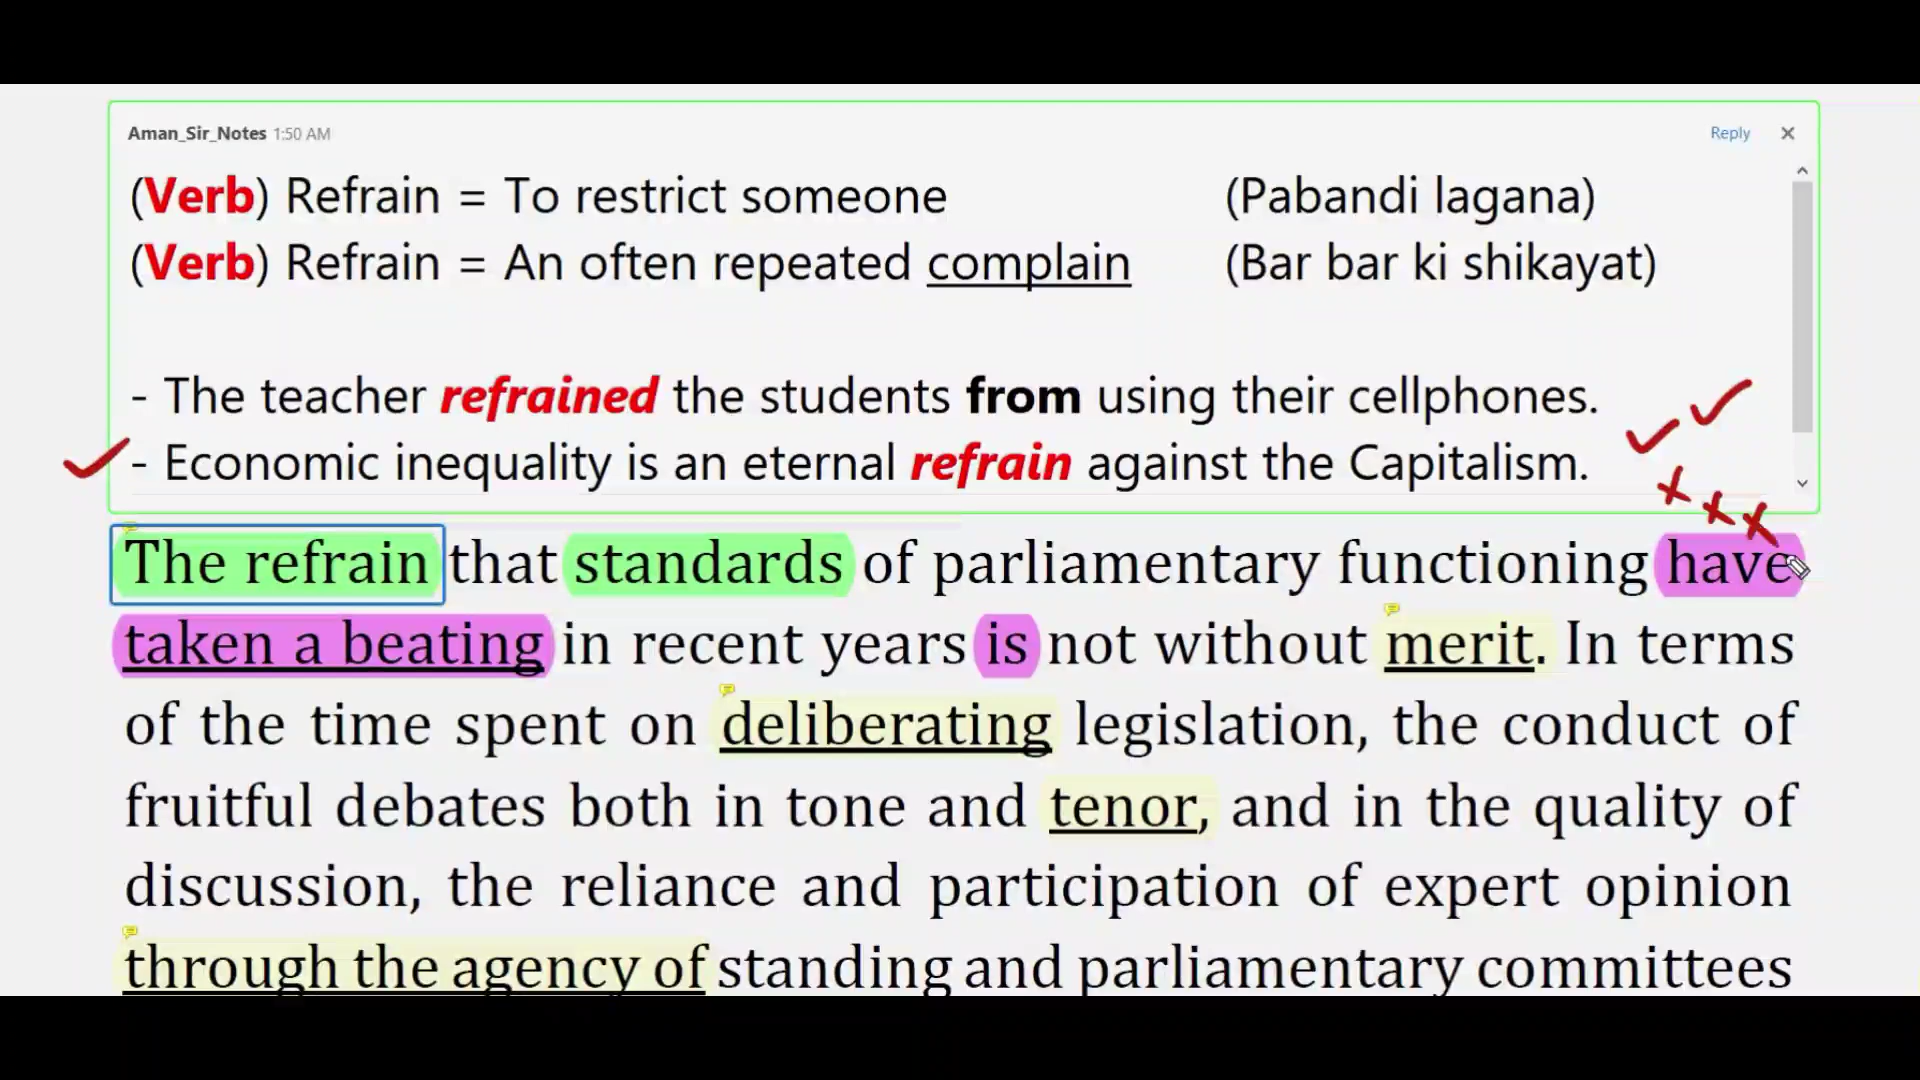 Aman_Sir_Notes 1:50 AM Reply
(Verb) Refrain = To restrict someone (Pabandi lagana)
(Verb) Refrain = An often repeated complain (Bar bar ki shikayat)
- The teacher refrained the students from using their cellphones.
- Economic inequality is an eternal refrain against the Capitalism.
The refrain that standards of parliamentary functioning have
taken a beating in recent years is not without merit. In terms
of the time spent on deliberating legislation, the conduct of
fruitful debates both in tone and tenor, and in the quality of
discussion, the reliance and participation of expert opinion
through the agency of standing and parliamentary committees